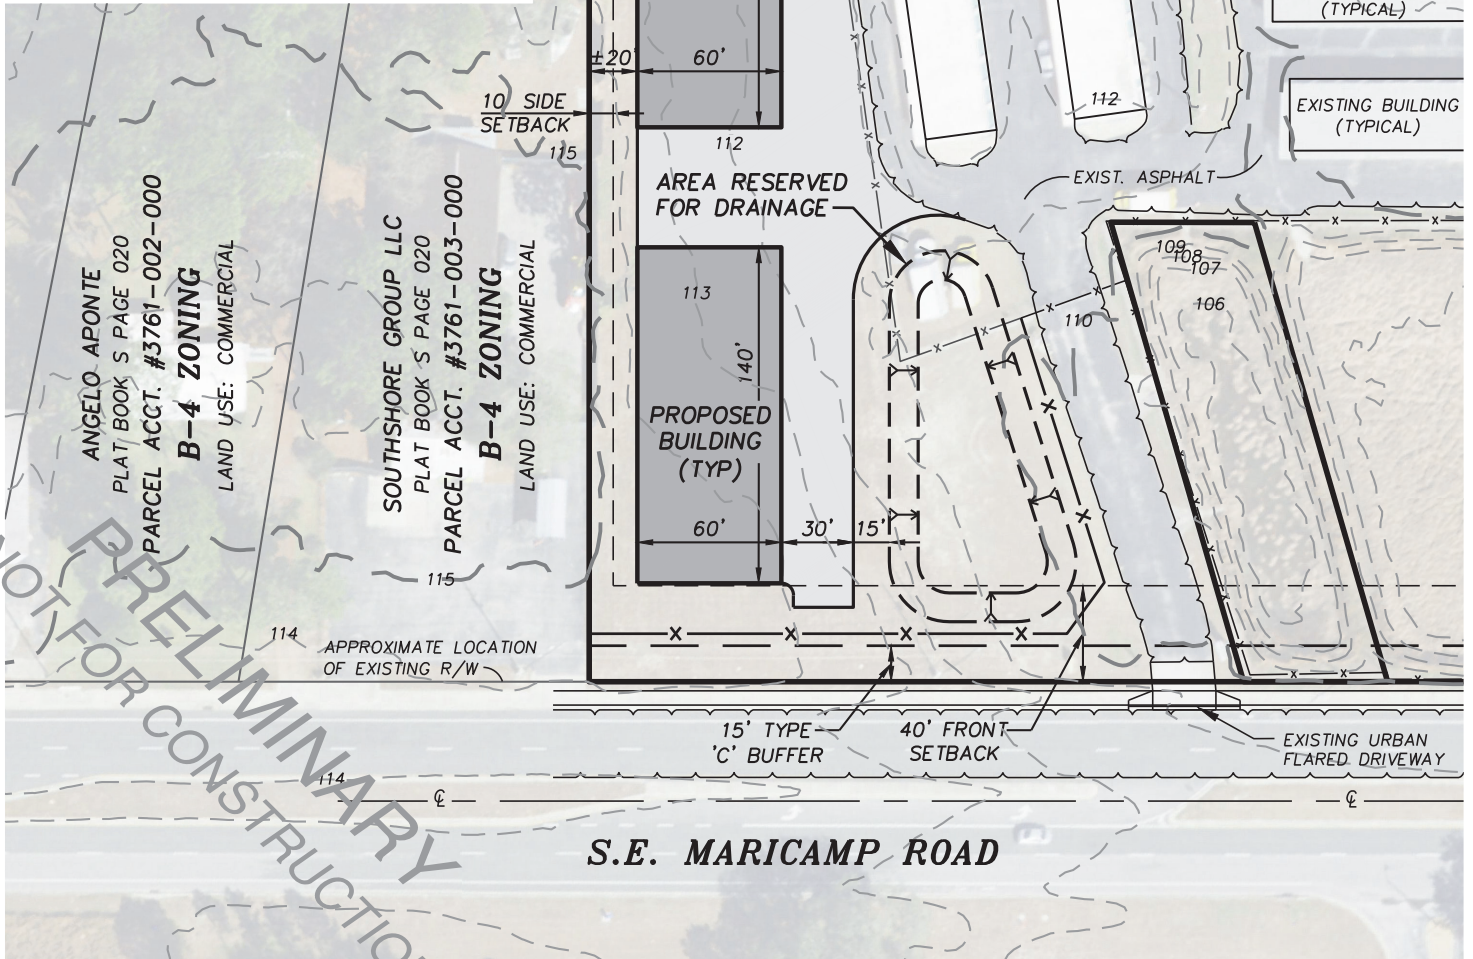 (TYPICAL)
±20'
60'
10 SIDE
SETBACK
112
EXISTING BUILDING
(TYPICAL)
115
112
EXIST. ASPHALT
AREA RESERVED
FOR DRAINAGE
ANGELO APONTE
PLAT BOOK S PAGE 020
PARCEL ACCT. #3761-002-000
B-4 ZONING
LAND USE: COMMERCIAL
SOUTHSHORE GROUP LLC
PLAT BOOK S PAGE 020
PARCEL ACCT. #3761-003-000
B-4 ZONING
LAND USE: COMMERCIAL
109
108
107
106
113
110
140'
PROPOSED
BUILDING
(TYP)
60'
30'
15'
115
114
APPROXIMATE LOCATION
OF EXISTING R/W
15' TYPE
'C' BUFFER
40' FRONT
SETBACK
EXISTING URBAN
FLARED DRIVEWAY
114
S.E. MARICAMP ROAD
PRELIMINARY
NOT FOR CONSTRUCTIO